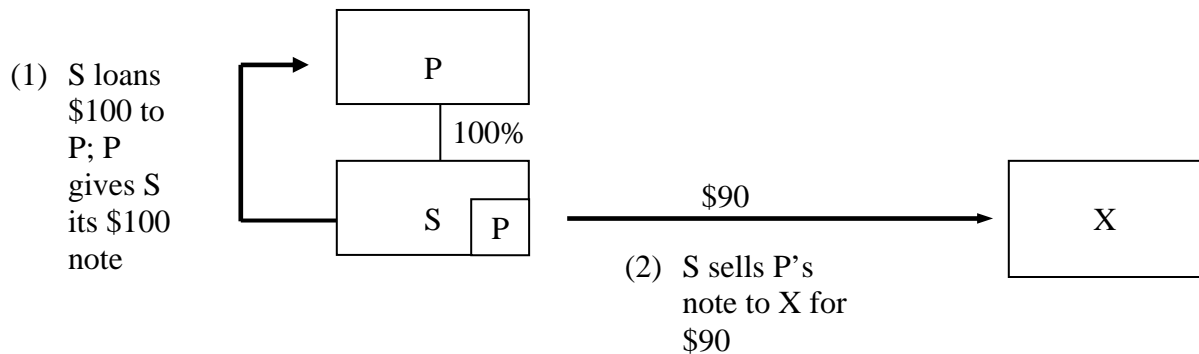 P
(1) S loans
$100 to
P; P
gives S
its $100
note
100%
S
P
$90
X
(2) S sells P’s
note to X for
$90